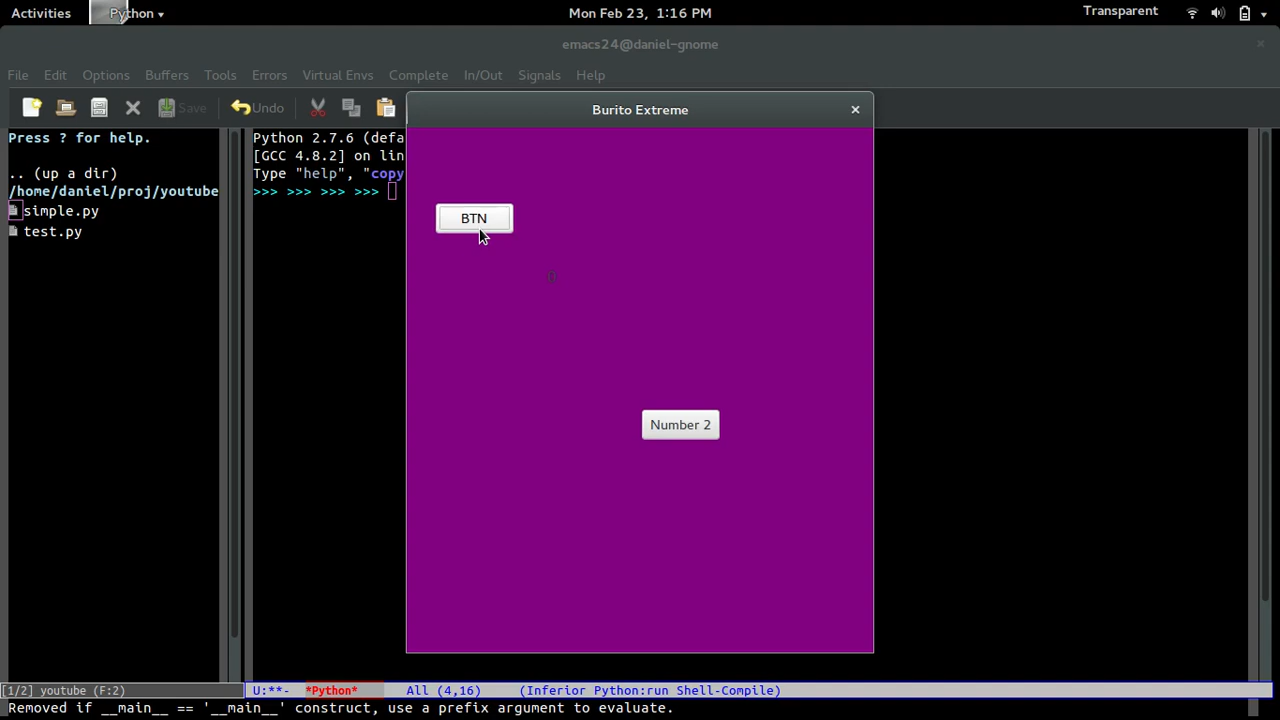 Activities Python Mon Feb 23, 1:16 PM Transparent
emacs24@daniel-gnome
File Edit Options Buffers Tools Errors Virtual Envs Complete In/Out Signals Help
Save Undo
Burito Extreme
Press ? for help.
.. (up a dir)
/home/daniel/proj/youtube
simple.py
test.py
Python 2.7.6 (defa
[GCC 4.8.2] on lin
Type "help", "copy
>>> >>> >>> >>>
BTN
Number 2
[1/2] youtube (F:2) U:**- *Python* All (4,16) (Inferior Python:run Shell-Compile)
Removed if __main__ == '__main__' construct, use a prefix argument to evaluate.